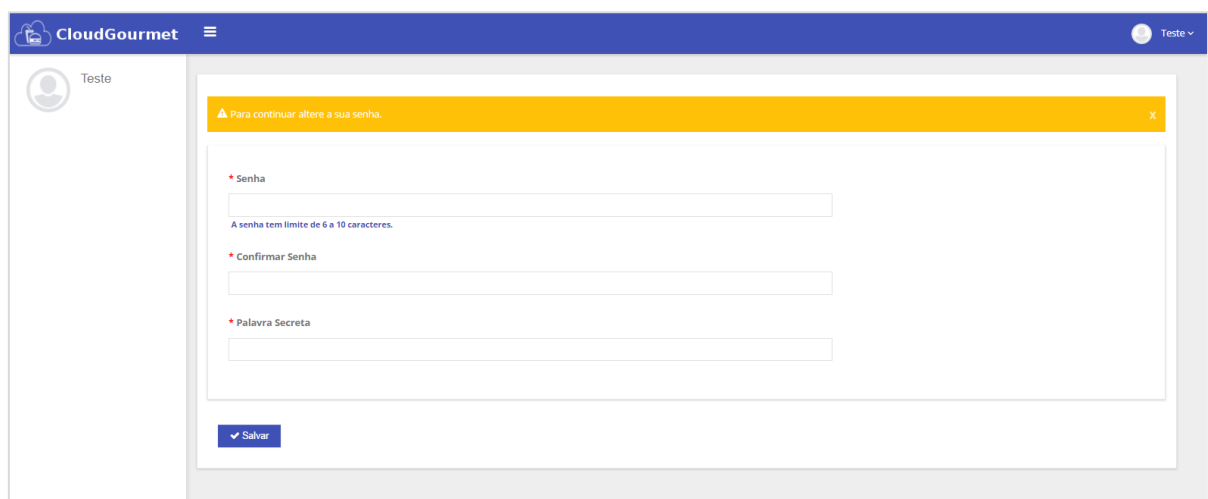 CloudGourmet
Teste
Teste
Para continuar altere a sua senha.
x
* Senha
A senha tem limite de 6 a 10 caracteres.
* Confirmar Senha
* Palavra Secreta
Salvar